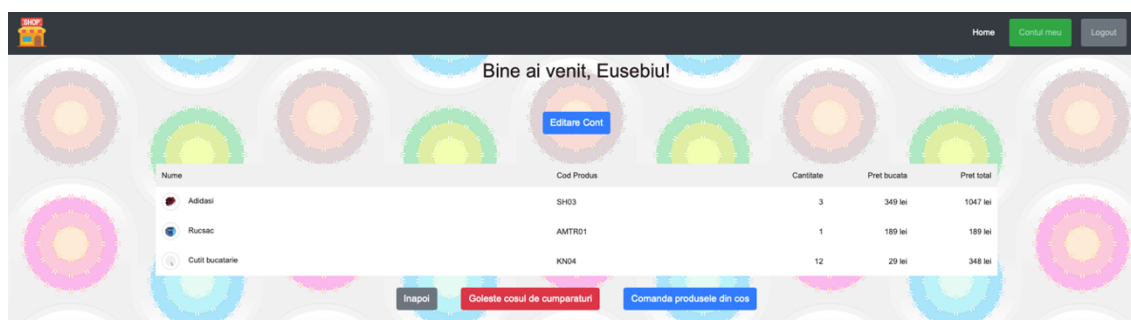 SHOP
Home Contul meu Logout
Bine ai venit, Eusebiu!
Editare Cont
Nume Cod Produs Cantitate Pret bucata Pret total
Adidasi SH03 3 349 lei 1047 lei
Rucsac AMTR01 1 189 lei 189 lei
Cutit bucatarie KN04 12 29 lei 348 lei
Inapoi Goleste cosul de cumparaturi Comanda produsele din cos